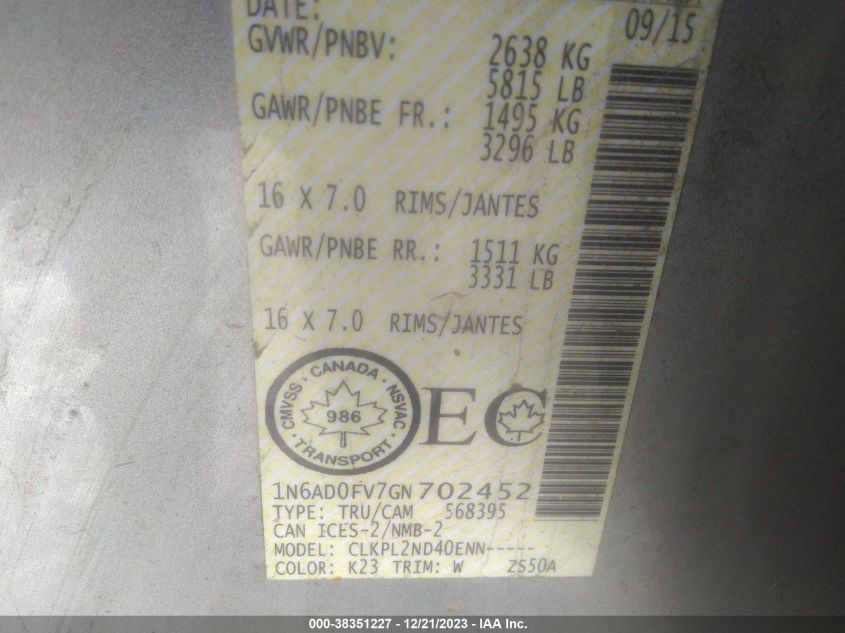 DATE: 09/15
GVWR/PNBV: 2638 KG
5815 LB
GAWR/PNBE FR.: 1495 KG
3296 LB
16 X 7.0 RIMS/JANTES
GAWR/PNBE RR.: 1511 KG
3331 LB
16 X 7.0 RIMS/JANTES
CMVSS · CANADA · NSVAC
986
· TRANSPORT ·
EC
1N6AD0FV7GN702452
TYPE: TRU/CAM 568395
CAN ICES-2/NMB-2
MODEL: CLKPL2ND40ENN-----
COLOR: K23 TRIM: W ZS50A
000-38351227 - 12/21/2023 - IAA Inc.